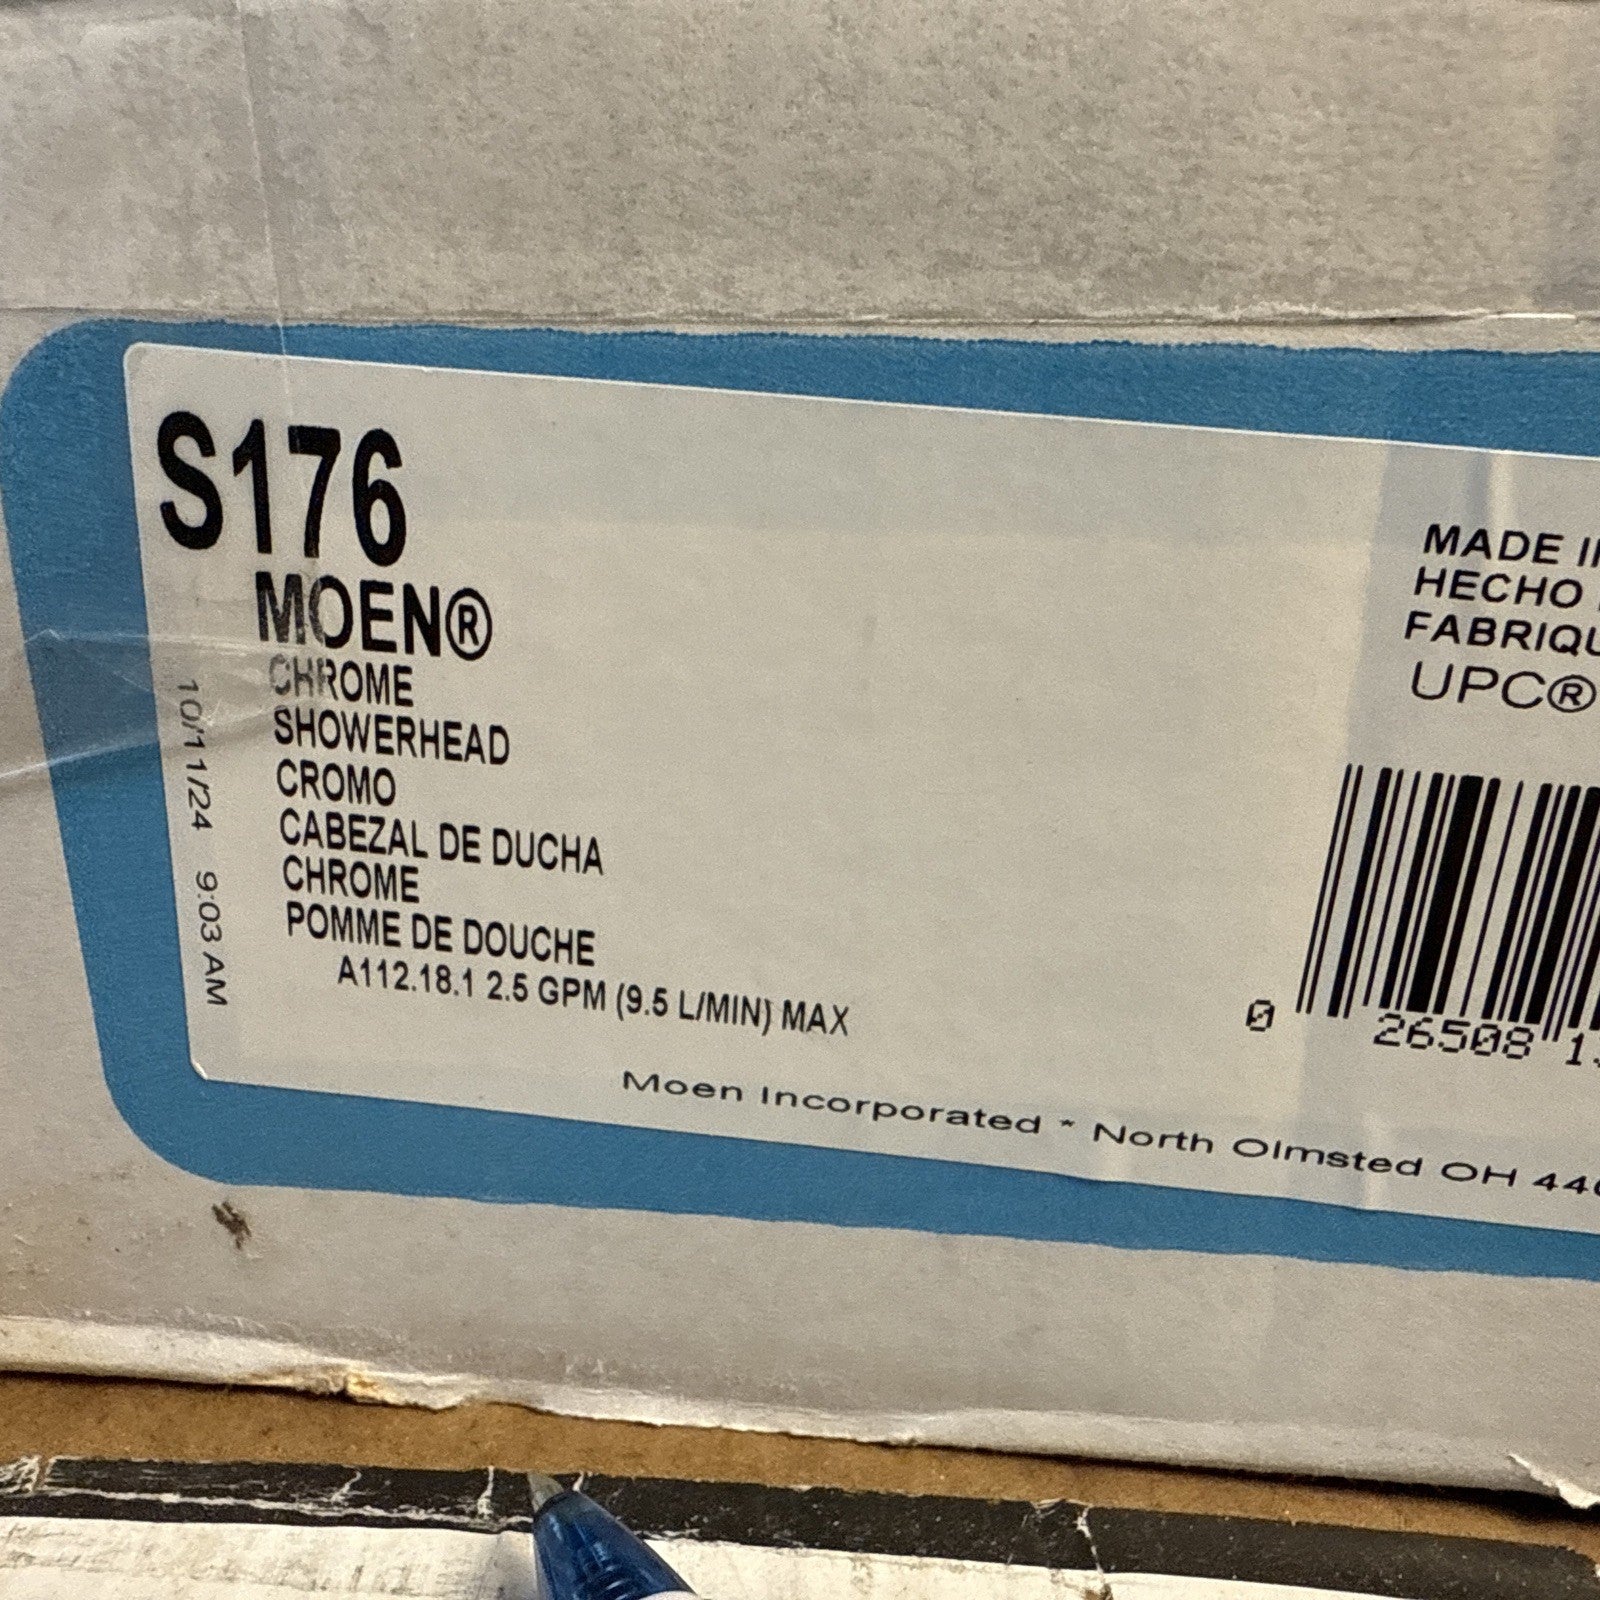 S176
MOEN®
CHROME
SHOWERHEAD
CROMO
CABEZAL DE DUCHA
CHROME
POMME DE DOUCHE
A112.18.1 2.5 GPM (9.5 L/MIN) MAX
10/11/24 9:03 AM
MADE
HECHO
UPC®
0 26508
Moen Incorporated * North Olmsted OH